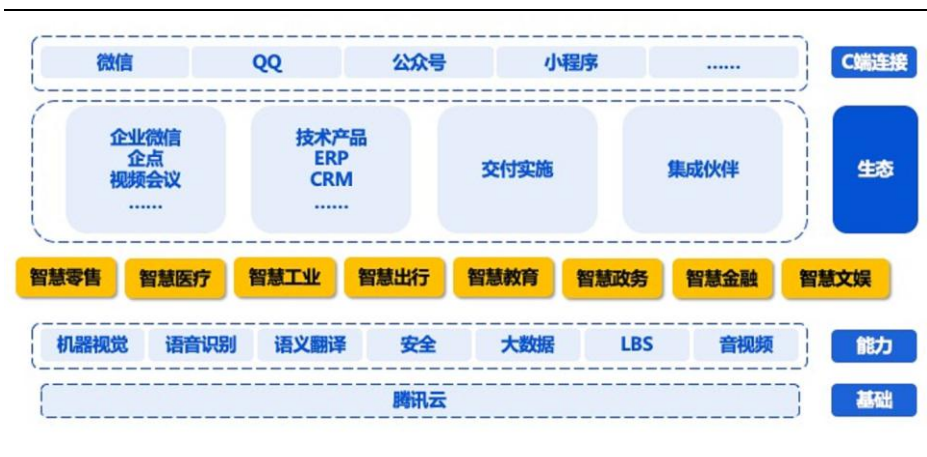 微信 QQ 公众号 小程序 …… C端连接
企业微信
企点
视频会议
……
技术产品
ERP
CRM
……
交付实施
集成伙伴
生态
智慧零售 智慧医疗 智慧工业 智慧出行 智慧教育 智慧政务 智慧金融 智慧文娱
机器视觉 语音识别 语义翻译 安全 大数据 LBS 音视频 能力
腾讯云 基础